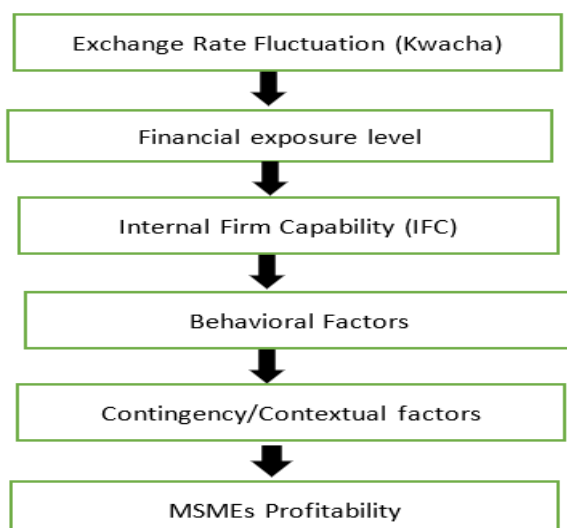 Exchange Rate Fluctuation (Kwacha)
Financial exposure level
Internal Firm Capability (IFC)
Behavioral Factors
Contingency/Contextual factors
MSMEs Profitability